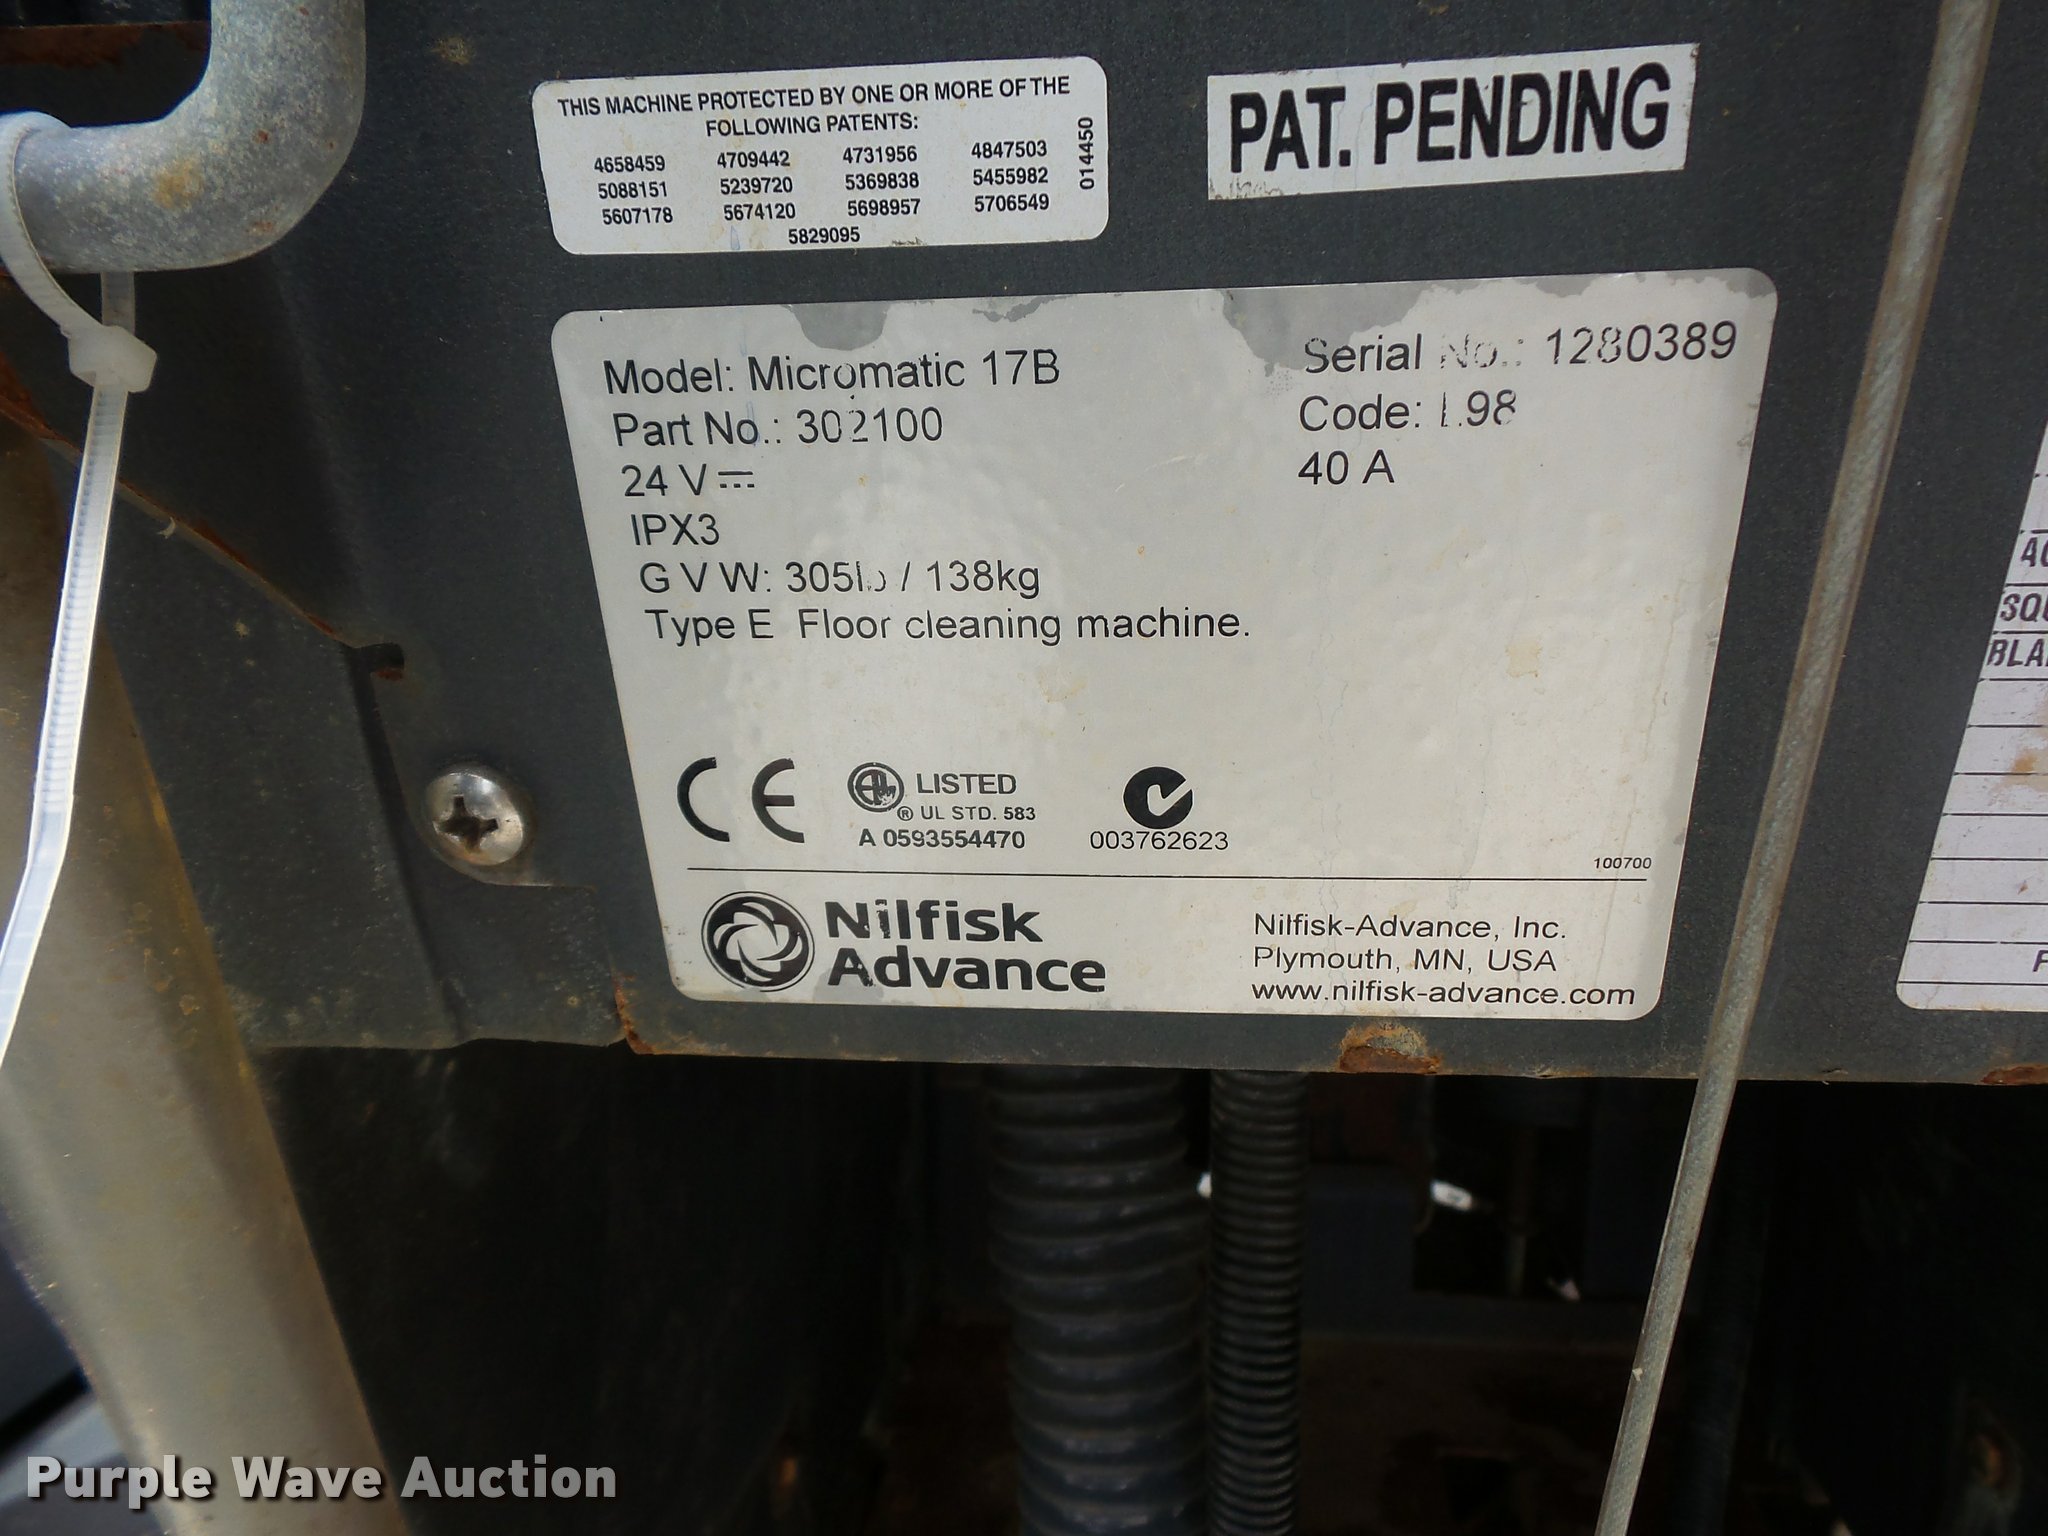 THIS MACHINE PROTECTED BY ONE OR MORE OF THE
FOLLOWING PATENTS:
4658459 4709442 4731956 4847503
5088151 5239720 5369838 5455982
5607178 5674120 5698957 5706549
5829095
014450
PAT. PENDING
Model: Micromatic 17B
Part No.: 302100
24 V
IPX3
G V W: 305lb / 138kg
Type E Floor cleaning machine.
Serial No.: 1280389
Code: L98
40 A
CE
LISTED
® UL STD. 583
A 0593554470
003762623
100700
Nilfisk
Advance
Nilfisk-Advance, Inc.
Plymouth, MN, USA
www.nilfisk-advance.com
Purple Wave Auction